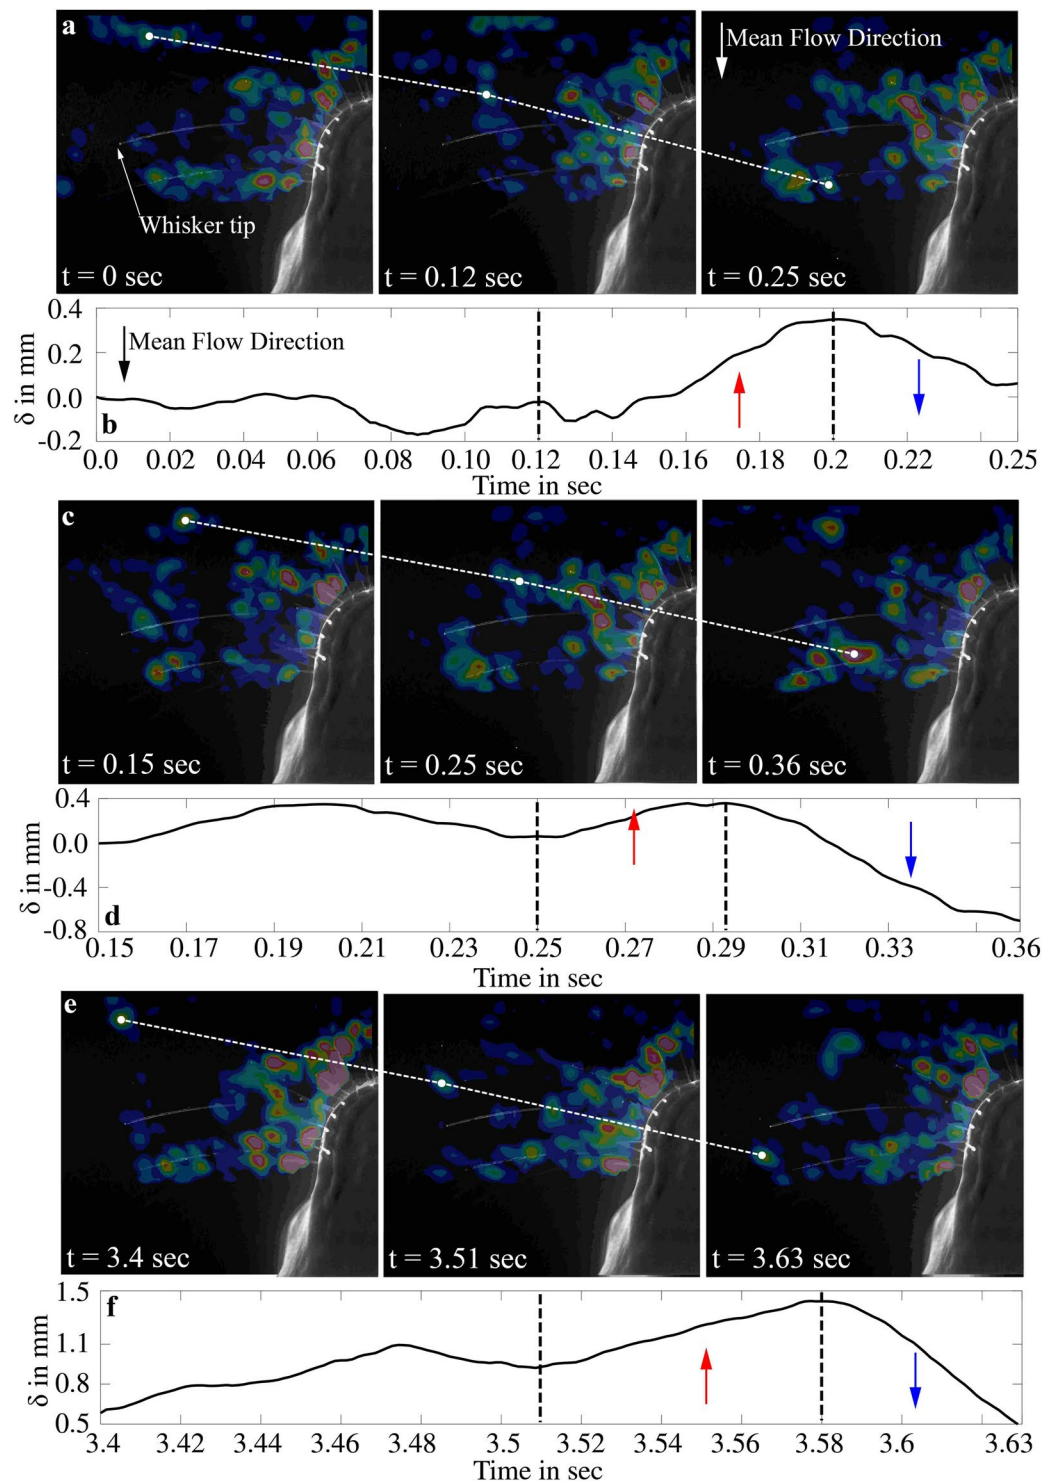 a
Mean Flow Direction
Whisker tip
t = 0 sec
t = 0.12 sec
t = 0.25 sec
0.4
0.2
0.0
-0.2
δ in mm
Mean Flow Direction
b
0.0 0.02 0.04 0.06 0.08 0.10 0.12 0.14 0.16 0.18 0.2 0.22 0.25
Time in sec
c
t = 0.15 sec
t = 0.25 sec
t = 0.36 sec
0.4
0.0
-0.4
-0.8
δ in mm
d
0.15 0.17 0.19 0.21 0.23 0.25 0.27 0.29 0.31 0.33 0.36
Time in sec
e
t = 3.4 sec
t = 3.51 sec
t = 3.63 sec
1.5
1.1
0.8
0.5
δ in mm
f
3.4 3.42 3.44 3.46 3.48 3.5 3.52 3.54 3.56 3.58 3.6 3.63
Time in sec